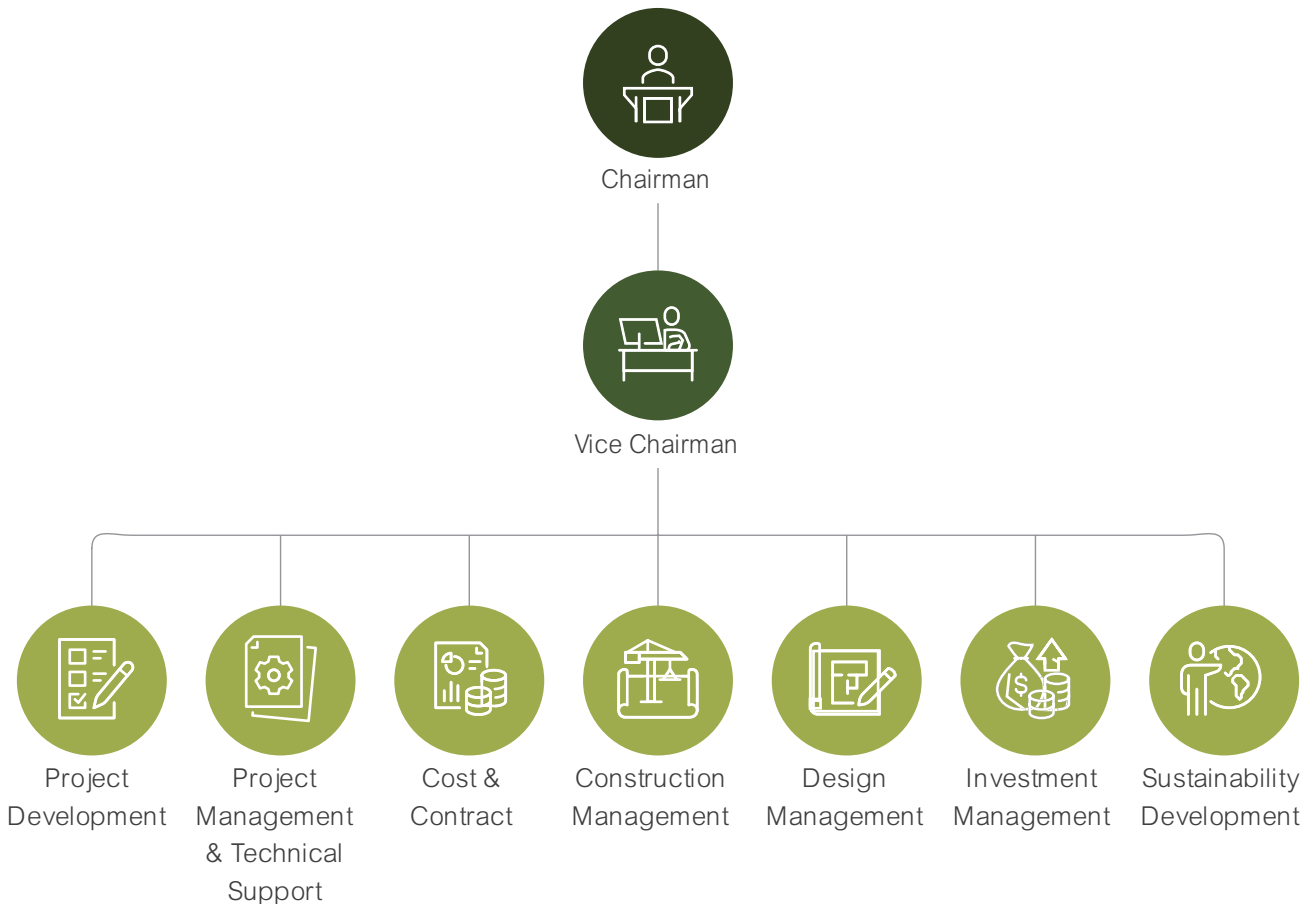 Chairman
Vice Chairman
Project
Development
Project
Management
& Technical
Support
Cost &
Contract
Construction
Management
Design
Management
Investment
Management
Sustainability
Development